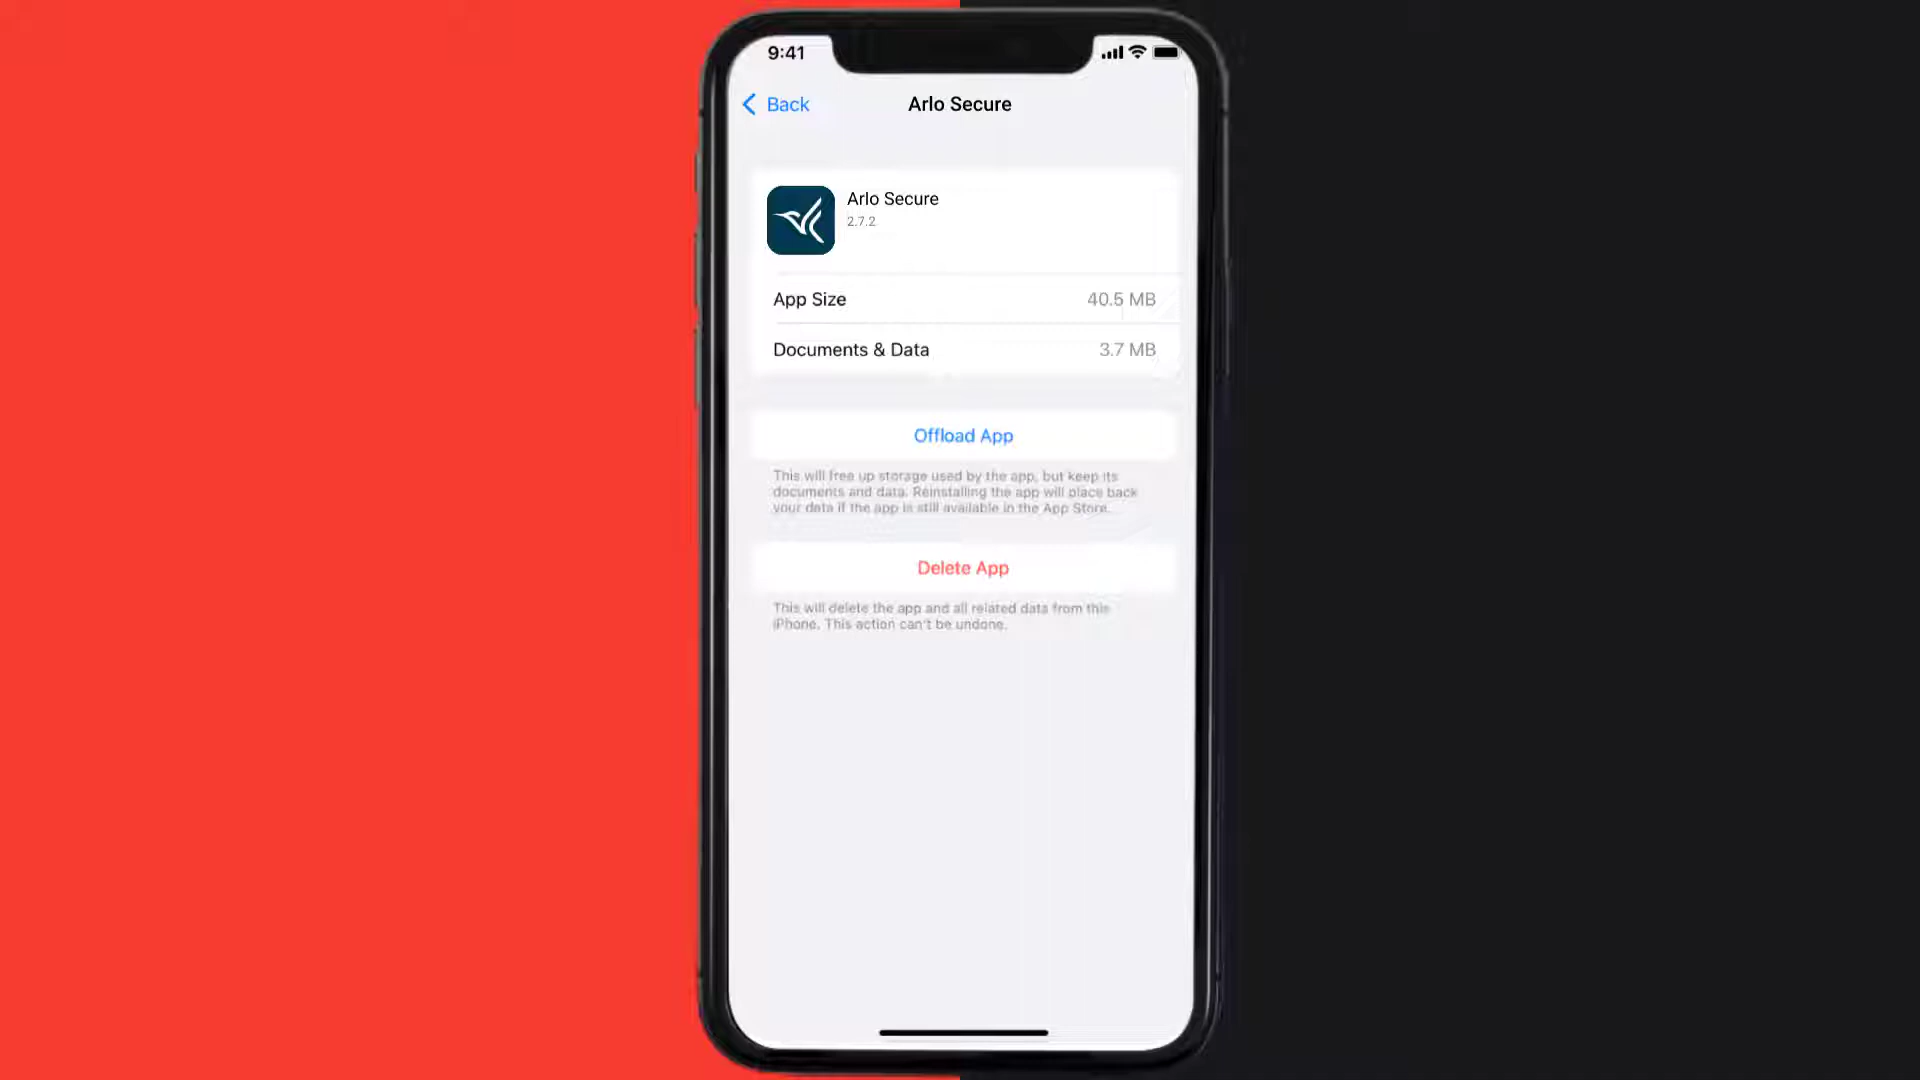 9:41
Back
Arlo Secure
Arlo Secure
2.7.2
App Size
40.5 MB
Documents & Data
3.7 MB
Offload App
This will free up storage used by the app, but keep its
documents and data. Reinstalling the app will place back
your data if the app is still available in the App Store.
Delete App
This will delete the app and all related data from this
iPhone. This action can't be undone.